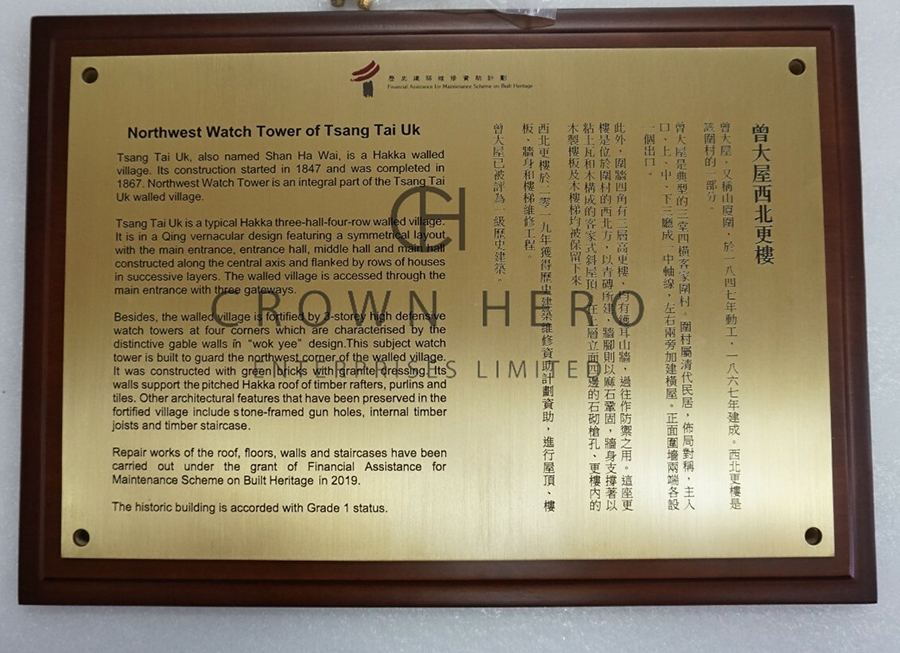 歷史建築維修資助計劃
Financial Assistance for Maintenance Scheme on Built Heritage
Northwest Watch Tower of Tsang Tai Uk
Tsang Tai Uk, also named Shan Ha Wai, is a Hakka walled
village. Its construction started in 1847 and was completed in
1867. Northwest Watch Tower is an integral part of the Tsang Tai
Uk walled village.
Tsang Tai Uk is a typical Hakka three-hall-four-row walled village.
It is in a Qing vernacular design featuring a symmetrical layout
with the main entrance, entrance hall, middle hall and main hall
constructed along the central axis and flanked by rows of houses
in successive layers. The walled village is accessed through the
main entrance with three gateways.
Besides, the walled village is fortified by 3-storey high defensive
watch towers at four corners which are characterised by the
distinctive gable walls in "wok yee" design.This subject watch
tower is built to guard the northwest corner of the walled village.
It was constructed with green brick with granite dressing. Its
walls support the pitched Hakka roof of timber rafters, purlins and
tiles. Other architectural features that have been preserved in the
fortified village include stone-framed gun holes, internal timber
joists and timber staircase.
Repair works of the roof, floors, walls and staircases have been
carried out under the grant of Financial Assistance for
Maintenance Scheme on Built Heritage in 2019.
The historic building is accorded with Grade 1 status.
曾大屋西北更樓
曾大屋，又稱山廈圍，於一八四七年動工，一八六七年建成。西北更樓是
該圍村的一部分。
曾大屋是典型的三堂四橫客家圍村。圍村屬清代民居，佈局對稱，主入
口、上、中、下三廳成一中軸線，左右兩旁加建橫屋。正面圍墻兩端各設
一個出口。
此外，圍牆四角有三層高更樓，均有鑊耳山牆，過往作防禦之用。這座更
樓是位於圍村的西北方，以青磚所建，牆腳則以麻石鞏固，牆身支撐著以
粘土瓦和木構成的客家式斜屋頂。在上層立面四邊的石砌槍孔、更樓內的
木製樓板及木樓梯均被保留下來。
西北更樓於二零一九年獲得歷史建築維修資助計劃資助，進行屋頂、樓
板、牆身和樓梯維修工程。
曾大屋已被評為一級歷史建築。
CROWN HERO
ENTERPRISES LIMITED